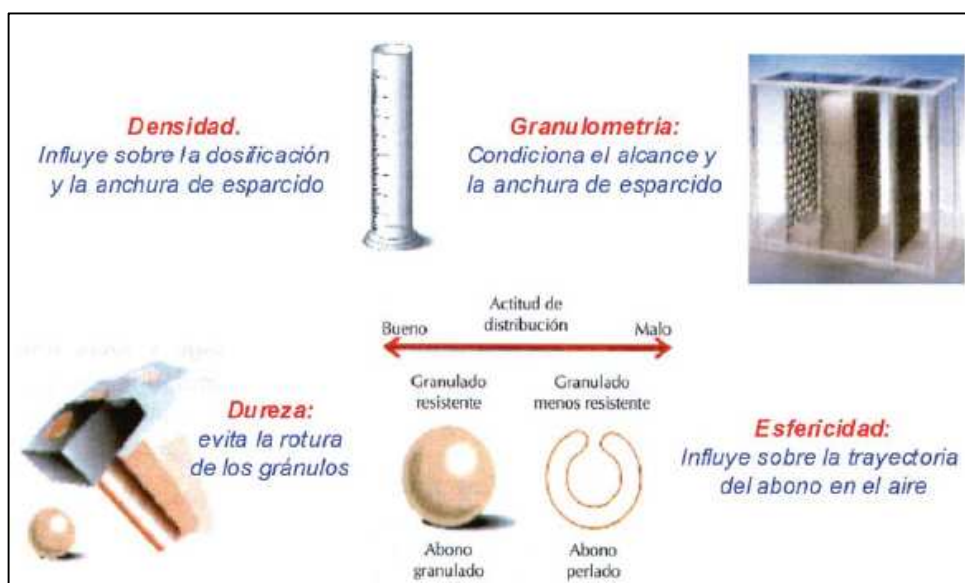 Densidad.
Influye sobre la dosificación
y la anchura de esparcido
Granulometria:
Condiciona el alcance y
la anchura de esparcido
Actitud de
distribución
Bueno
Malo
Dureza:
evita la rotura
de los gránulos
Granulado
resistente
Granulado
menos resistente
Abono
granulado
Abono
perlado
Esfericidad:
Influye sobre la trayectoria
del abono en el aire